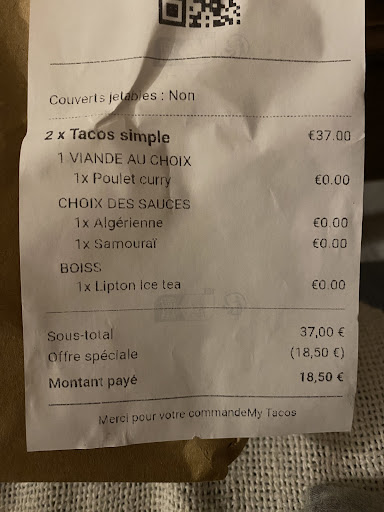 Couverts jetables : Non
2 x Tacos simple €37.00
1 VIANDE AU CHOIX
1x Poulet curry €0.00
CHOIX DES SAUCES
1x Algérienne €0.00
1x Samouraï €0.00
BOISS
1x Lipton Ice tea €0.00
Sous-total 37,00 €
Offre spéciale (18,50 €)
Montant payé 18,50 €
Merci pour votre commandeMy Tacos